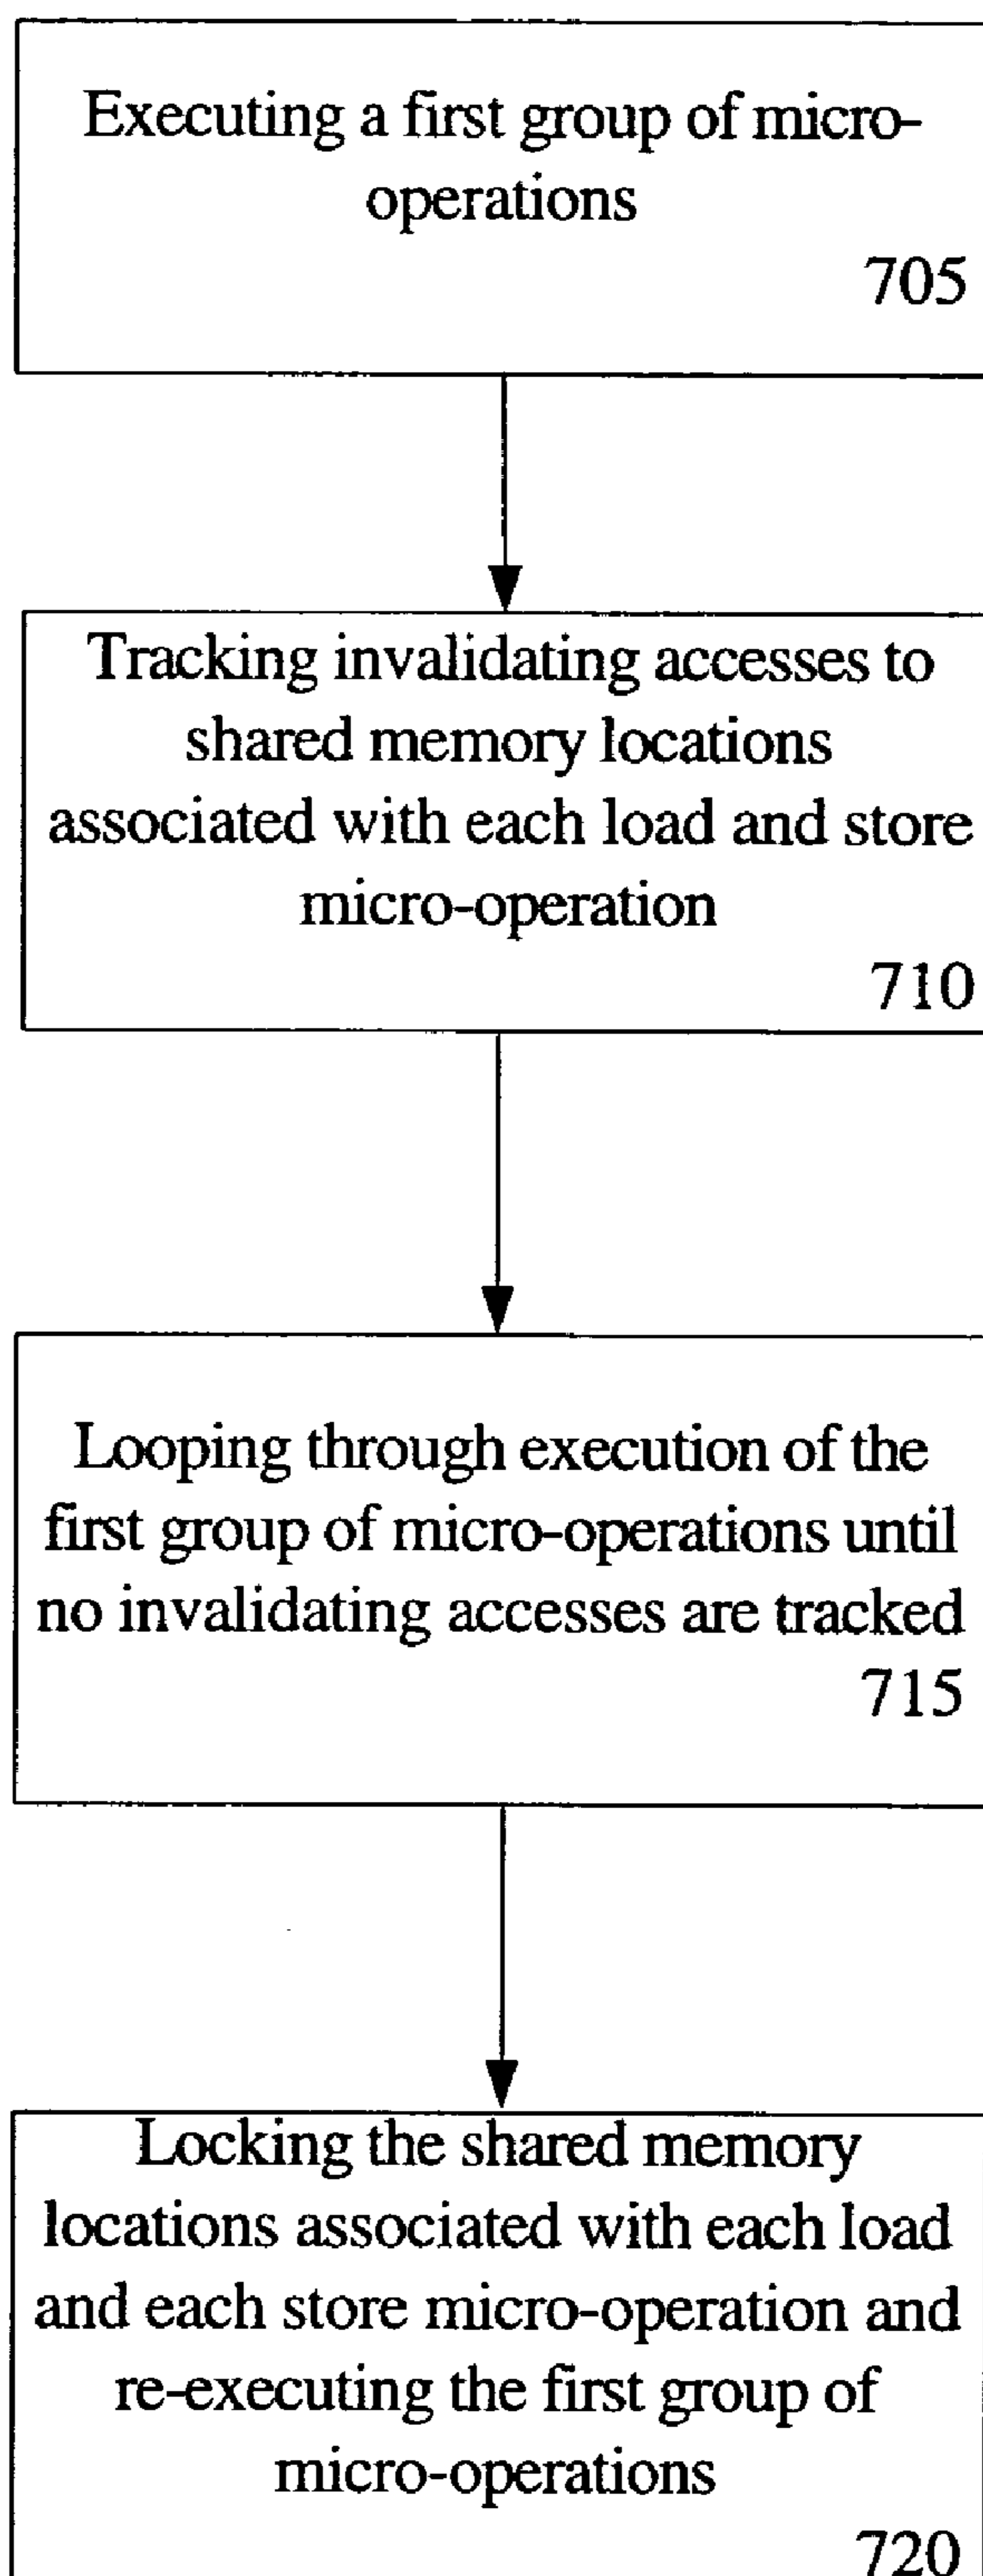 Executing a first group of micro-
operations
705
Tracking invalidating accesses to
shared memory locations
associated with each load and store
micro-operation
710
Looping through execution of the
first group of micro-operations until
no invalidating accesses are tracked
715
Locking the shared memory
locations associated with each load
and each store micro-operation and
re-executing the first group of
micro-operations
720